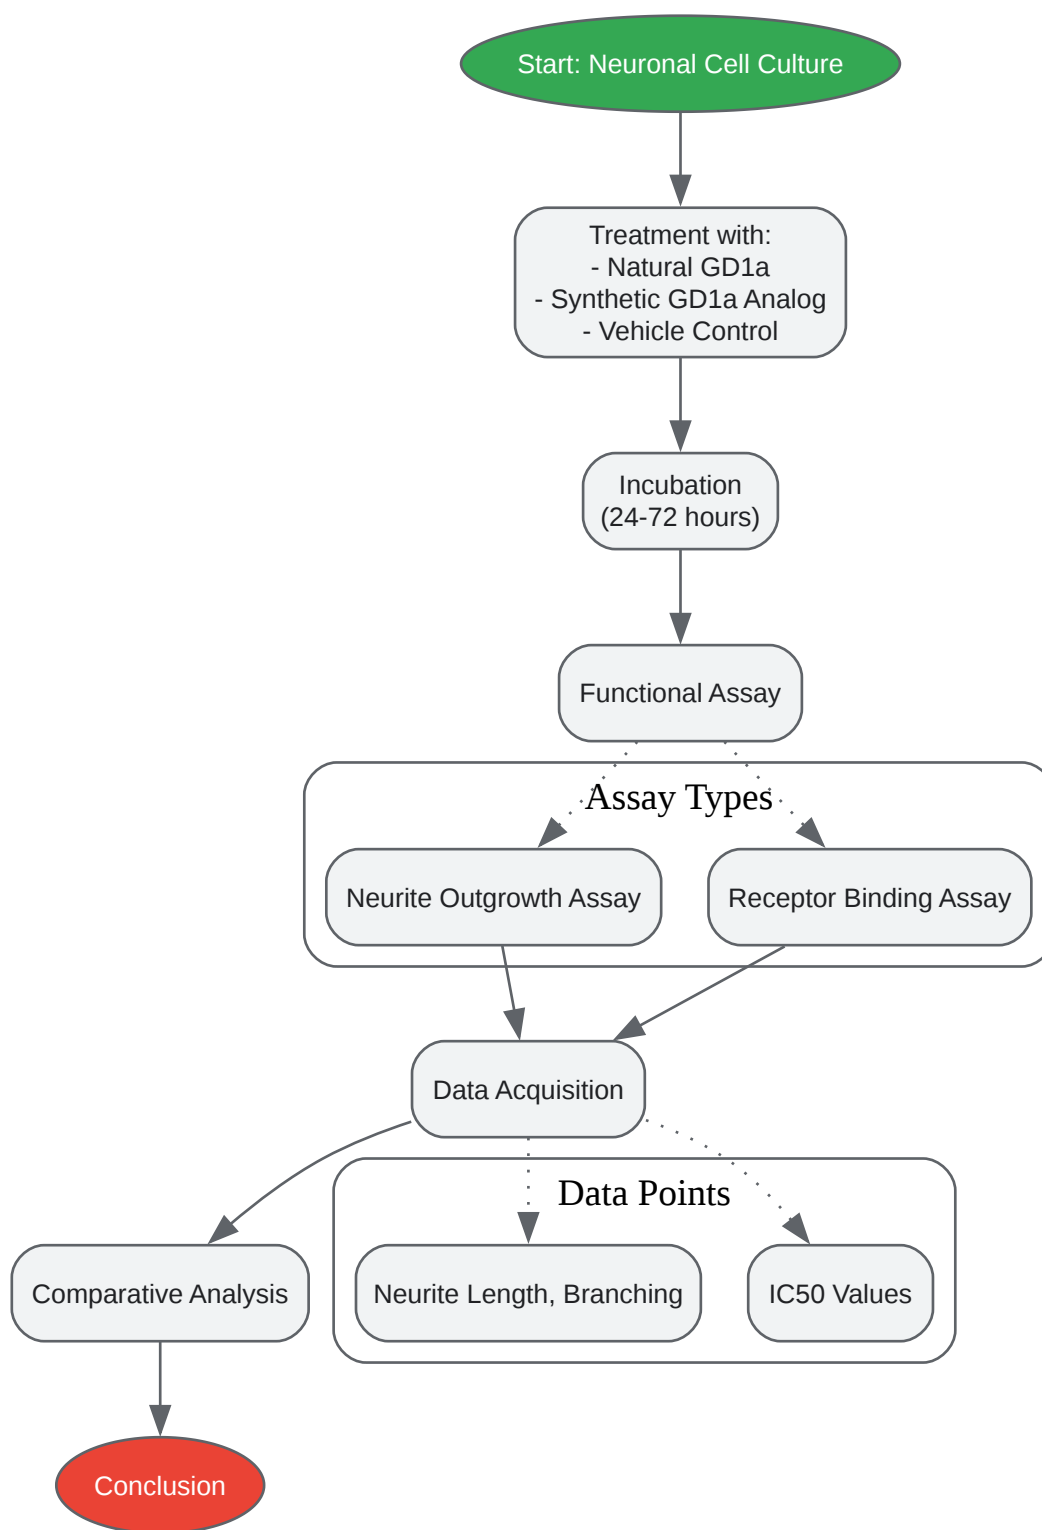 Start: Neuronal Cell Culture
Treatment with:
- Natural GD1a
- Synthetic GD1a Analog
- Vehicle Control
Incubation
(24-72 hours)
Functional Assay
Assay Types
Neurite Outgrowth Assay
Receptor Binding Assay
Data Acquisition
Data Points
Comparative Analysis
Neurite Length, Branching
IC50 Values
Conclusion